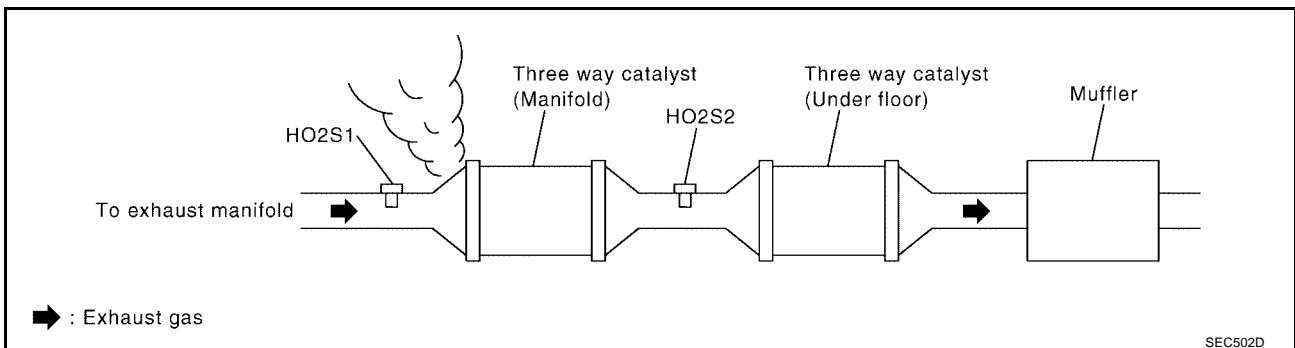 Three way catalyst
(Manifold)
Three way catalyst
(Under floor)
Muffler
HO2S1
HO2S2
To exhaust manifold
: Exhaust gas
SEC502D